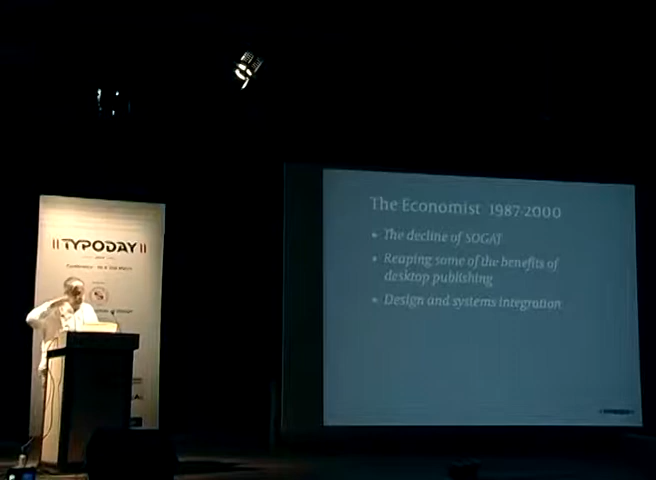 TYPODAY
The Economist 1987-2000
The decline of SOGAT
Reaping some of the benefits of
desktop publishing
Design and systems integration